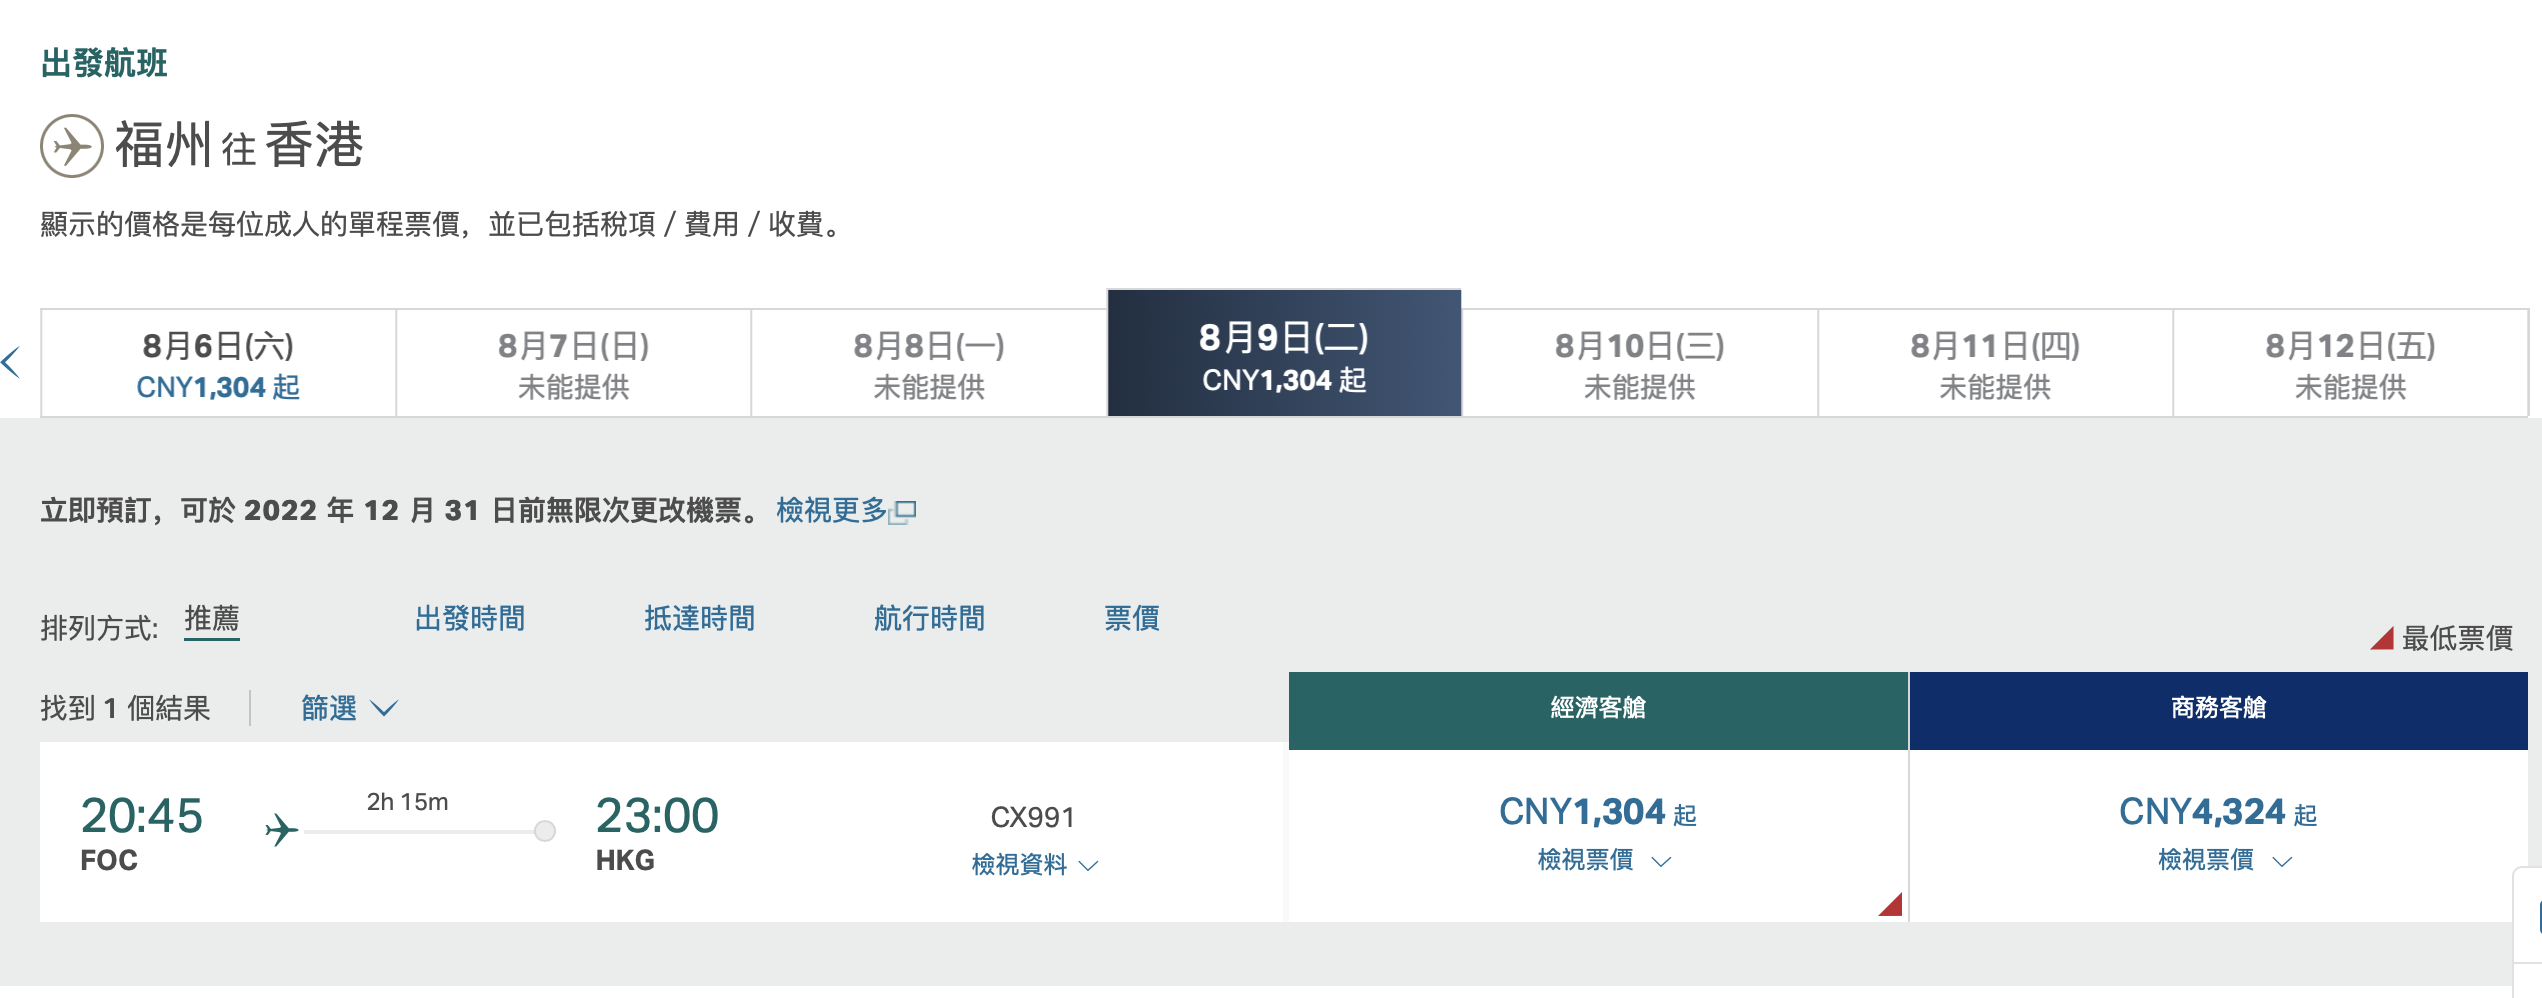 出發航班
福州 往 香港
顯示的價格是每位成人的單程票價，並已包括稅項 / 費用 / 收費。
8月6日(六)
CNY1,304 起
8月7日(日)
未能提供
8月8日(一)
未能提供
8月9日(二)
CNY1,304 起
8月10日(三)
未能提供
8月11日(四)
未能提供
8月12日(五)
未能提供
立即預訂，可於 2022 年 12 月 31 日前無限次更改機票。 檢視更多
排列方式: 推薦 出發時間 抵達時間 航行時間 票價
最低票價
找到 1 個結果 篩選
經濟客艙 商務客艙
20:45
FOC
2h 15m
23:00
HKG
CX991
檢視資料
CNY1,304 起
檢視票價
CNY4,324 起
檢視票價